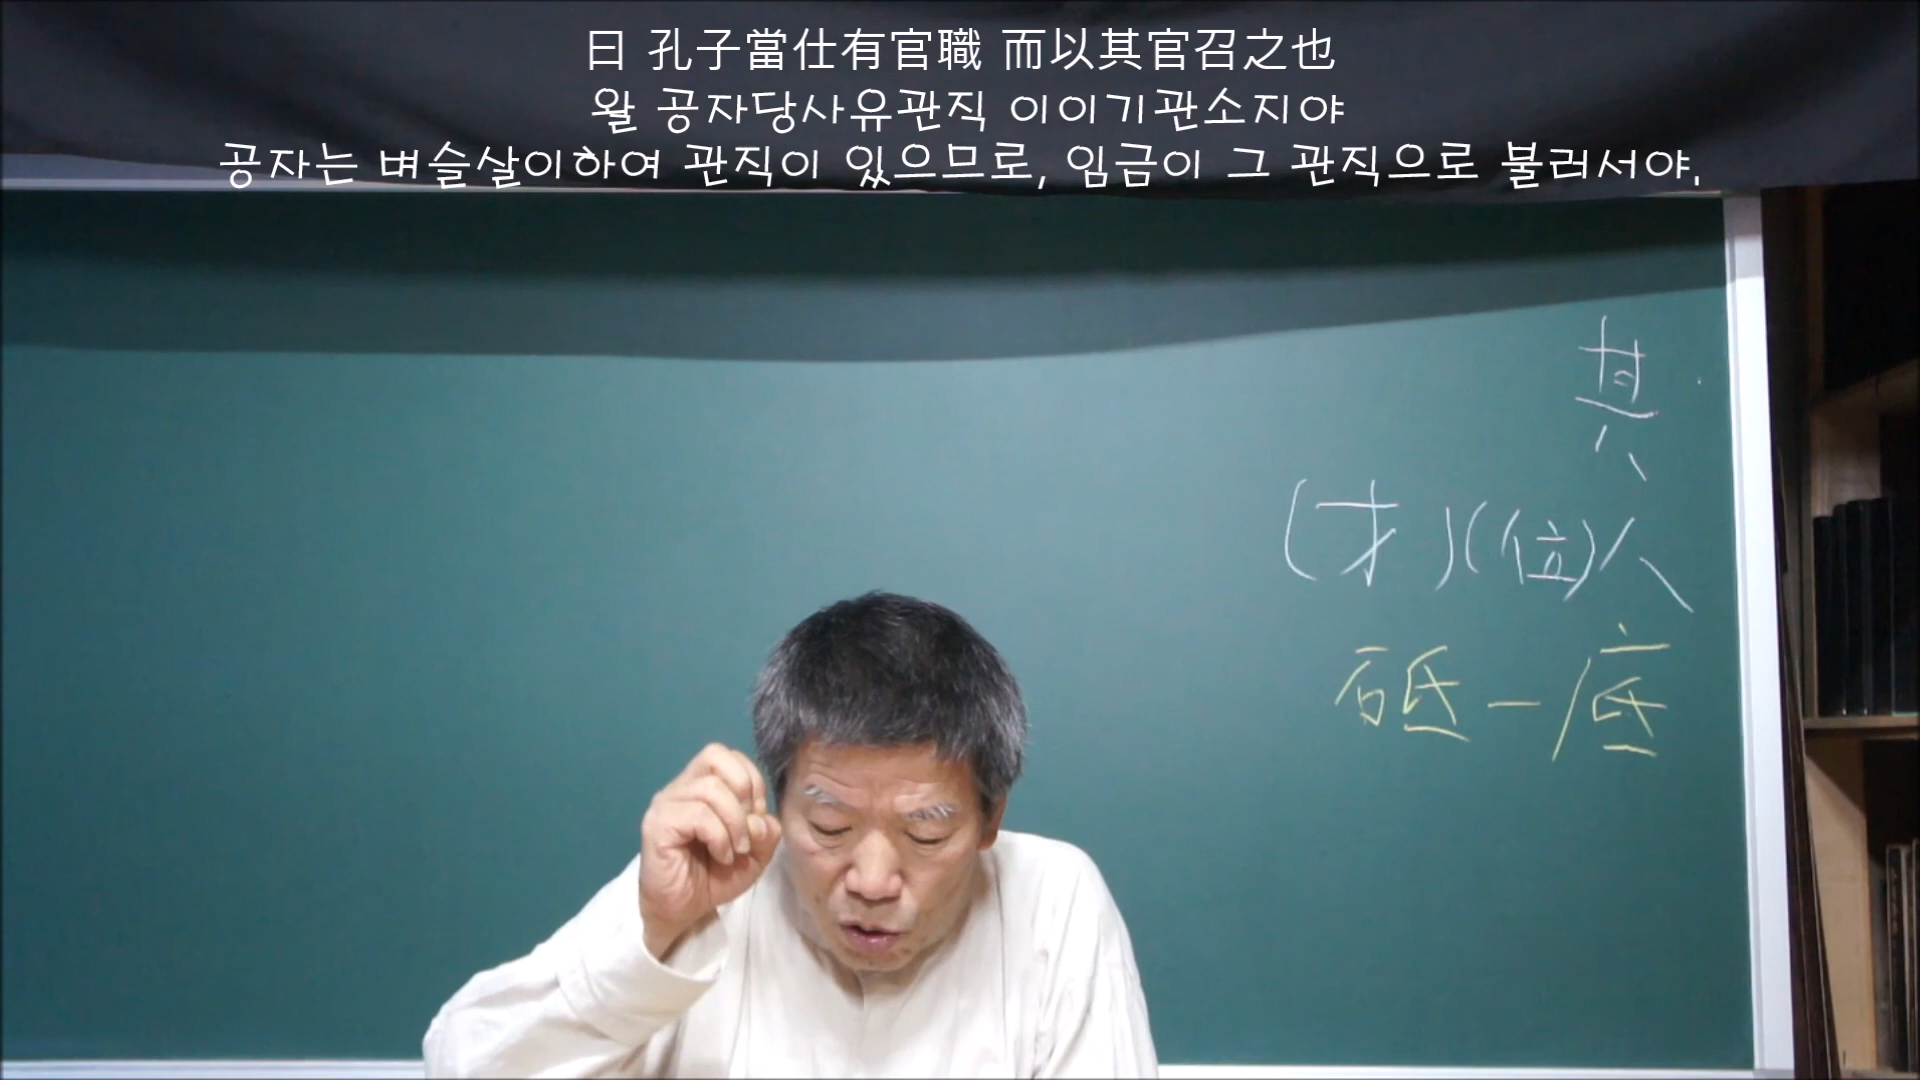 曰 孔子當仕有官職 而以其官召之也
왈 공자당사유관직 이이기관소지야
공자는 벼슬살이하여 관직이 있으므로, 임금이 그 관직으로 불러서야.
其
(才)(位)人
砥－底